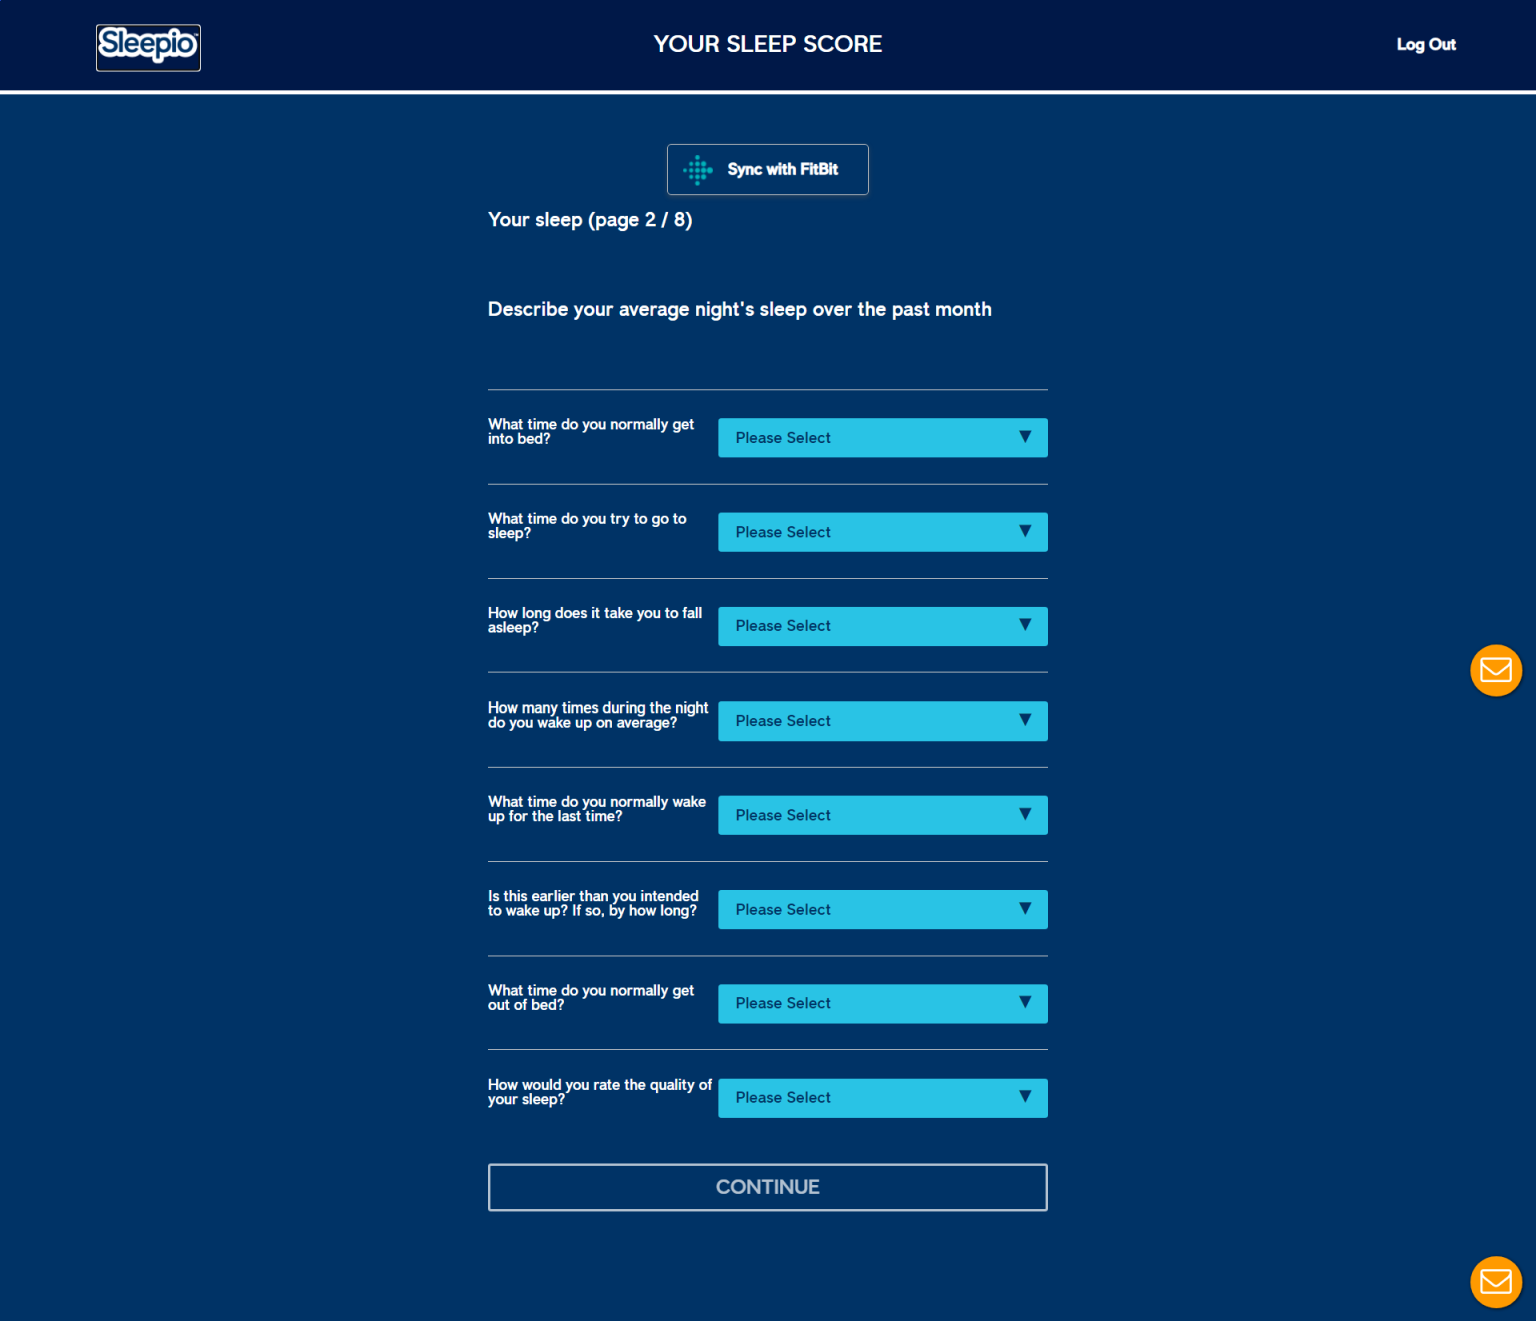 Sleepio™
YOUR SLEEP SCORE
Log Out
Sync with FitBit
Your sleep (page 2 / 8)
Describe your average night's sleep over the past month
What time do you normally get
into bed?
Please Select
What time do you try to go to
sleep?
Please Select
How long does it take you to fall
asleep?
Please Select
How many times during the night
do you wake up on average?
Please Select
What time do you normally wake
up for the last time?
Please Select
Is this earlier than you intended
to wake up? If so, by how long?
Please Select
What time do you normally get
out of bed?
Please Select
How would you rate the quality of
your sleep?
Please Select
CONTINUE